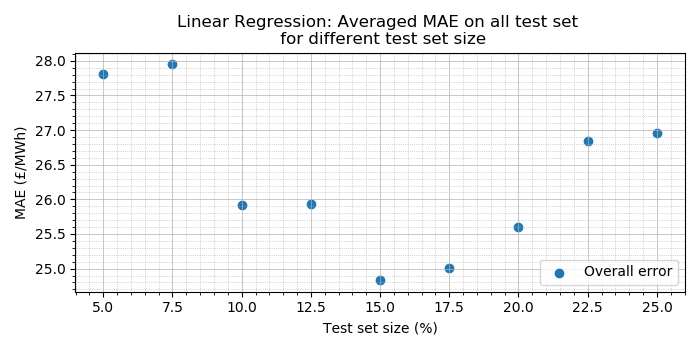 Linear Regression: Averaged MAE on all test set
for different test set size
MAE (£/MWh)
28.0
27.5
27.0
26.5
26.0
25.5
25.0
Overall error
5.0 7.5 10.0 12.5 15.0 17.5 20.0 22.5 25.0
Test set size (%)